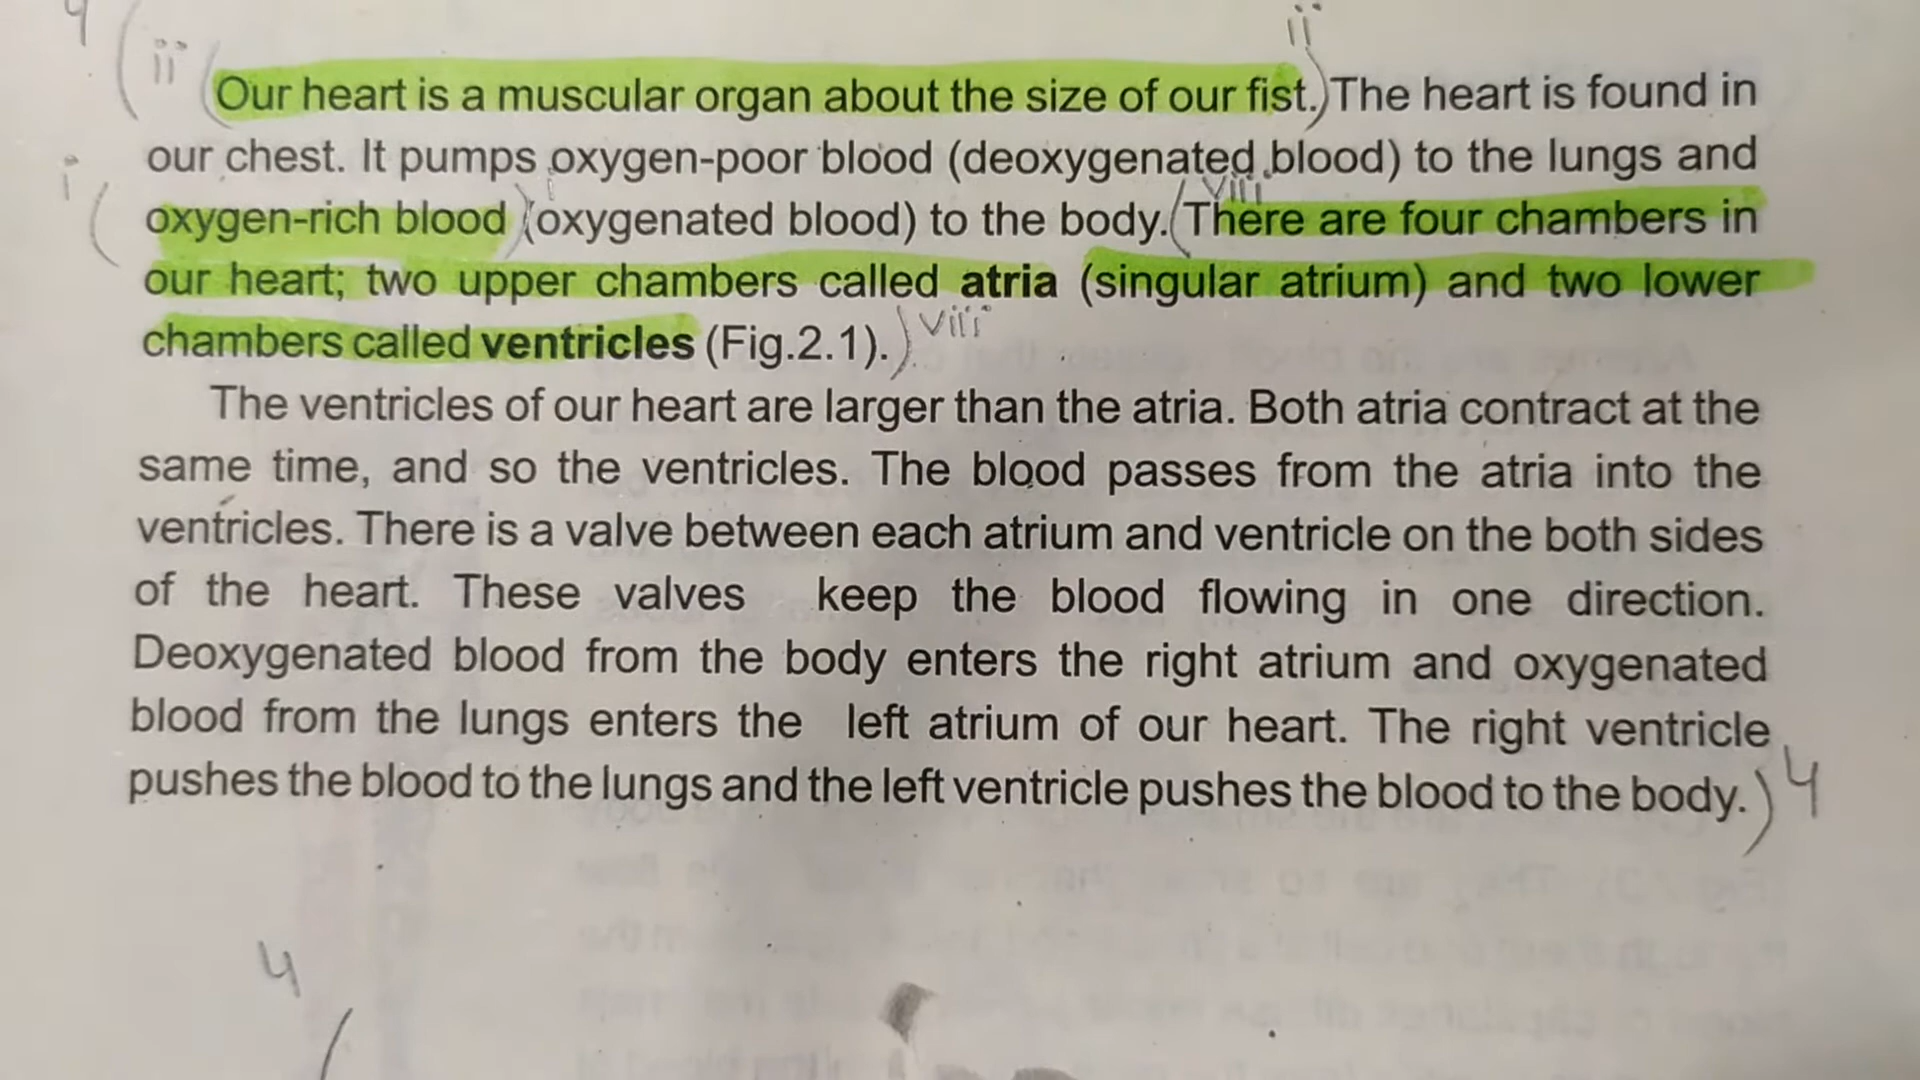 4
ii ii
Our heart is a muscular organ about the size of our fist. The heart is found in
our chest. It pumps oxygen-poor blood (deoxygenated blood) to the lungs and
i i viii
oxygen-rich blood (oxygenated blood) to the body. There are four chambers in
our heart; two upper chambers called atria (singular atrium) and two lower
chambers called ventricles (Fig.2.1). viii
The ventricles of our heart are larger than the atria. Both atria contract at the
same time, and so the ventricles. The blood passes from the atria into the
ventricles. There is a valve between each atrium and ventricle on the both sides
of the heart. These valves keep the blood flowing in one direction.
Deoxygenated blood from the body enters the right atrium and oxygenated
blood from the lungs enters the left atrium of our heart. The right ventricle
pushes the blood to the lungs and the left ventricle pushes the blood to the body. 4
4